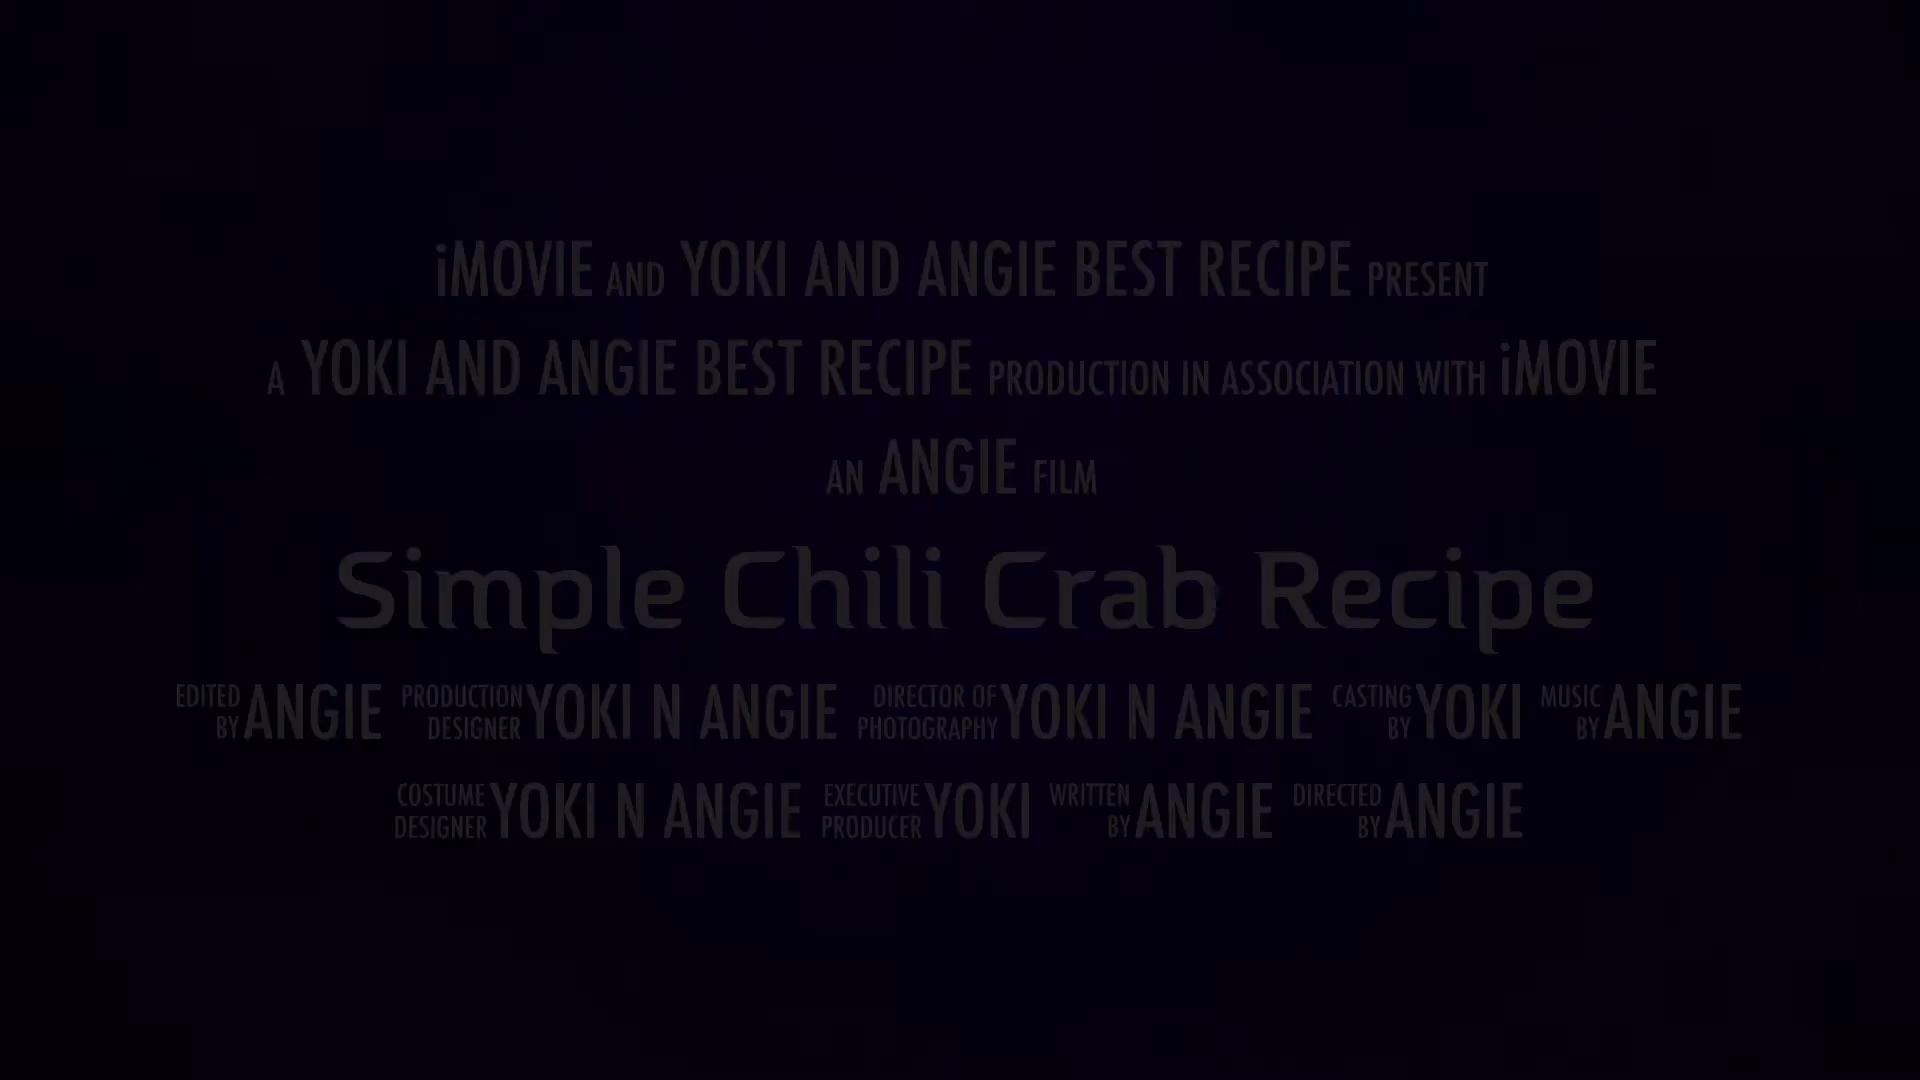 iMOVIE AND YOKI AND ANGIE BEST RECIPE PRESENT
A YOKI AND ANGIE BEST RECIPE PRODUCTION IN ASSOCIATION WITH iMOVIE
AN ANGIE FILM
Simple Chili Crab Recipe
EDITED BY ANGIE PRODUCTION DESIGNER YOKI N ANGIE DIRECTOR OF PHOTOGRAPHY YOKI N ANGIE CASTING BY YOKI MUSIC BY ANGIE
COSTUME DESIGNER YOKI N ANGIE EXECUTIVE PRODUCER YOKI WRITTEN BY ANGIE DIRECTED BY ANGIE